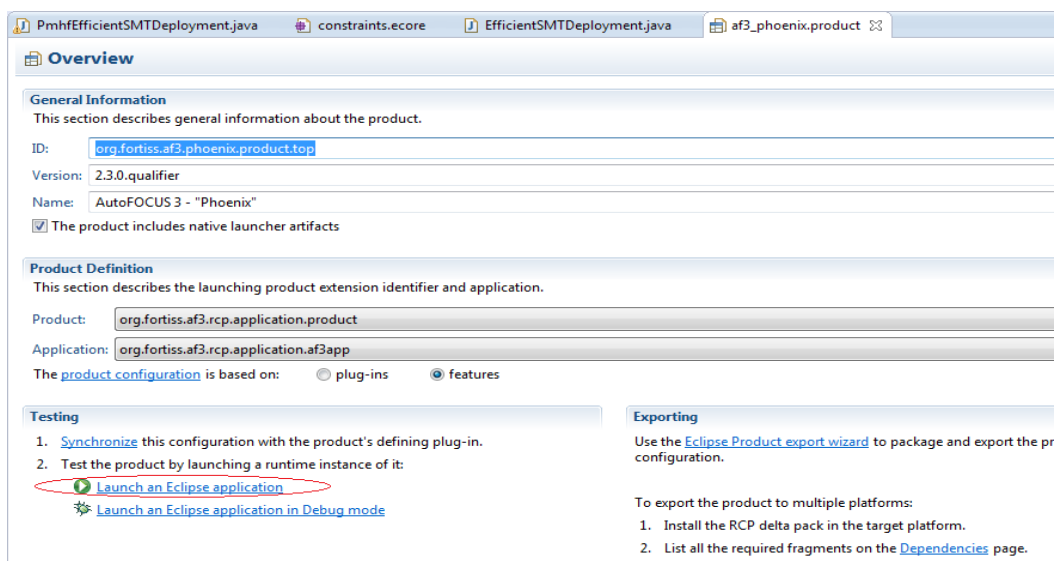 PmhfEfficientSMTDeployment.java constraints.ecore EfficientSMTDeployment.java af3_phoenix.product
Overview
General Information
This section describes general information about the product.
ID: org.fortiss.af3.phoenix.product.top
Version: 2.3.0.qualifier
Name: AutoFOCUS 3 - "Phoenix"
The product includes native launcher artifacts
Product Definition
This section describes the launching product extension identifier and application.
Product: org.fortiss.af3.rcp.application.product
Application: org.fortiss.af3.rcp.application.af3app
The product configuration is based on: plug-ins features
Testing
1. Synchronize this configuration with the product's defining plug-in.
2. Test the product by launching a runtime instance of it:
Launch an Eclipse application
Launch an Eclipse application in Debug mode
Exporting
Use the Eclipse Product export wizard to package and export the pr
configuration.
To export the product to multiple platforms:
1. Install the RCP delta pack in the target platform.
2. List all the required fragments on the Dependencies page.